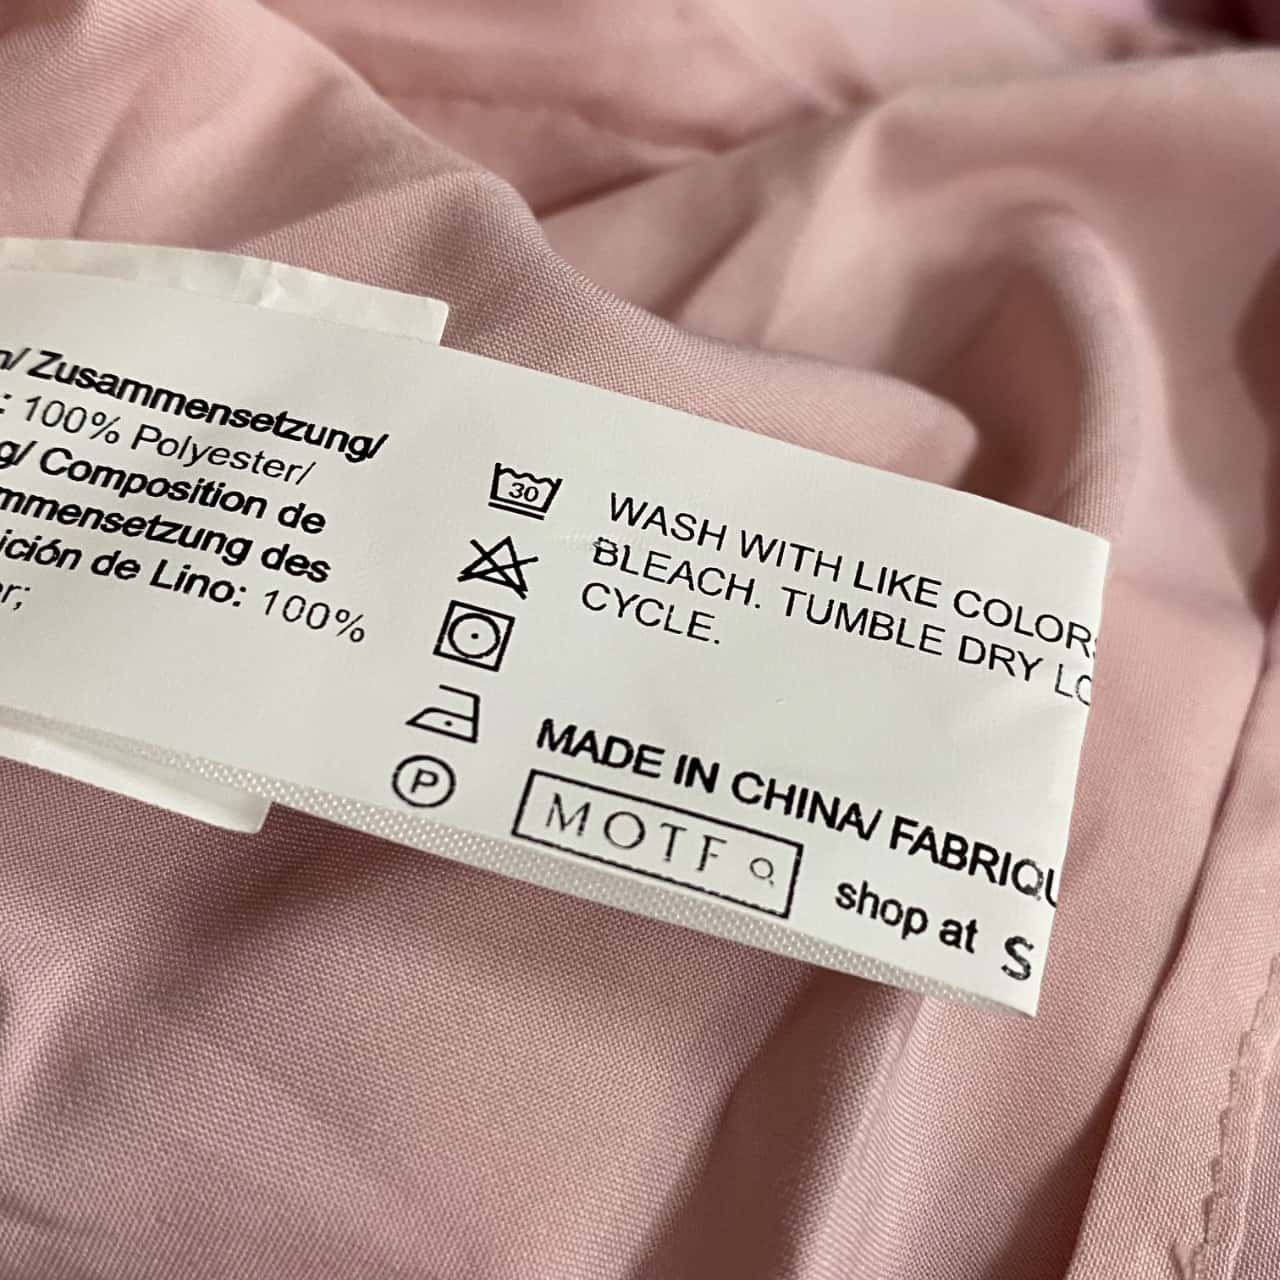 Zusammensetzung/
: 100% Polyester/
Composition de
mmensetzung des
ición de Lino: 100%
r;
30
WASH WITH LIKE COLORS
BLEACH. TUMBLE DRY LO
CYCLE.
P
MADE IN CHINA/ FABRIQU
MOTF
shop at S